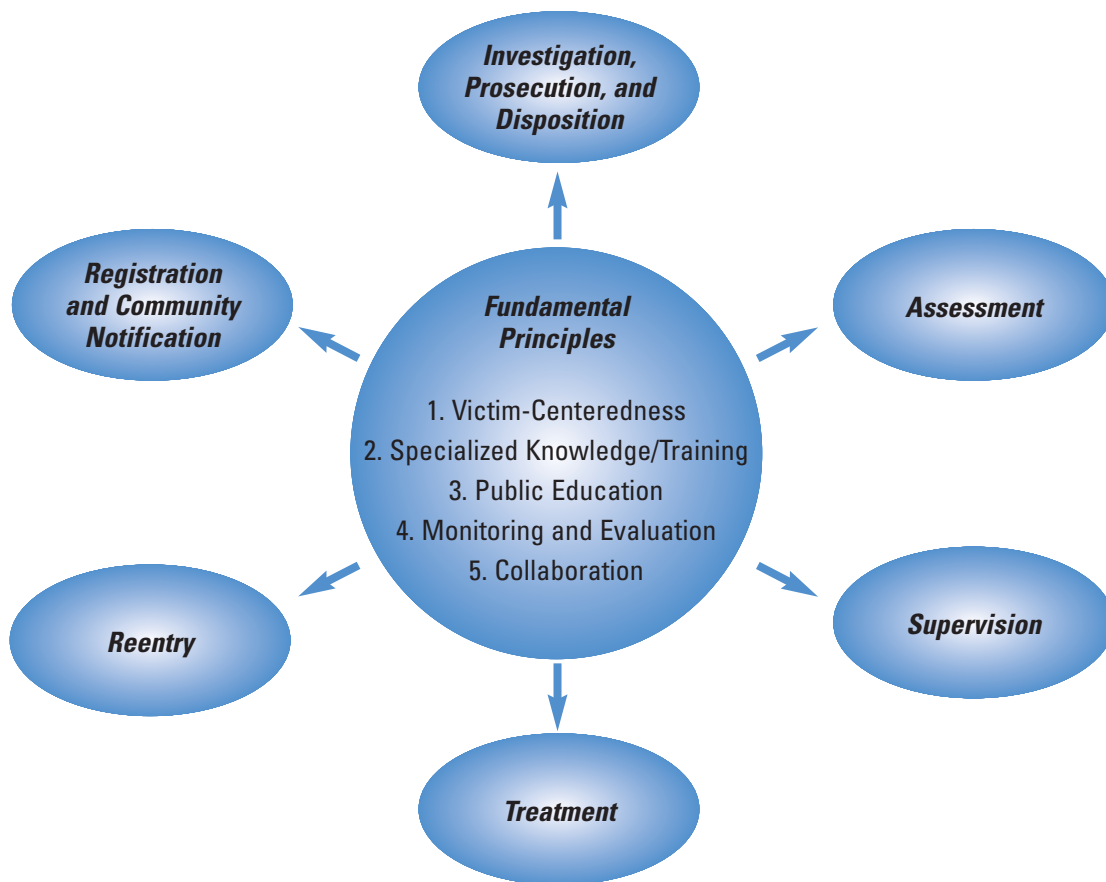 Investigation,
Prosecution, and
Disposition
Registration
and Community
Notification
Assessment
Fundamental
Principles
1. Victim-Centeredness
2. Specialized Knowledge/Training
3. Public Education
4. Monitoring and Evaluation
5. Collaboration
Reentry
Supervision
Treatment